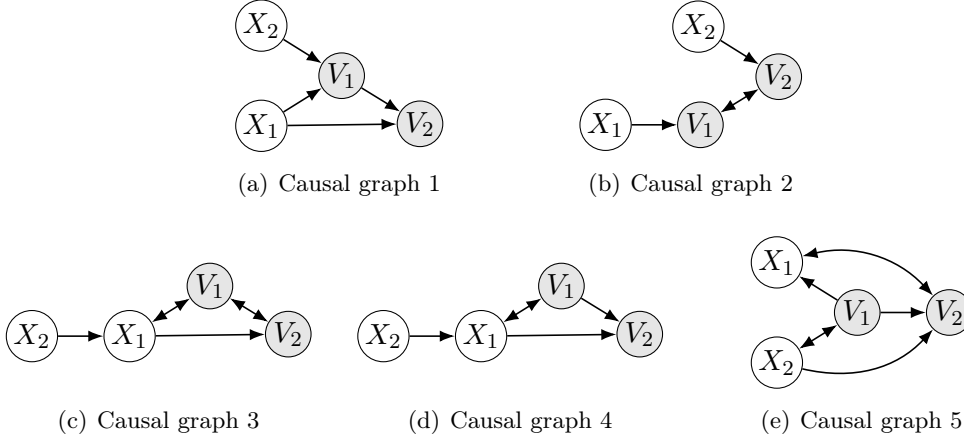 X₂
V₁
X₁
V₂
X₂
V₂
X₁
V₁
(a) Causal graph 1
(b) Causal graph 2
V₁
X₂ X₁
V₂
V₁
X₂ X₁
V₂
X₁
V₁ V₂
X₂
(c) Causal graph 3
(d) Causal graph 4
(e) Causal graph 5